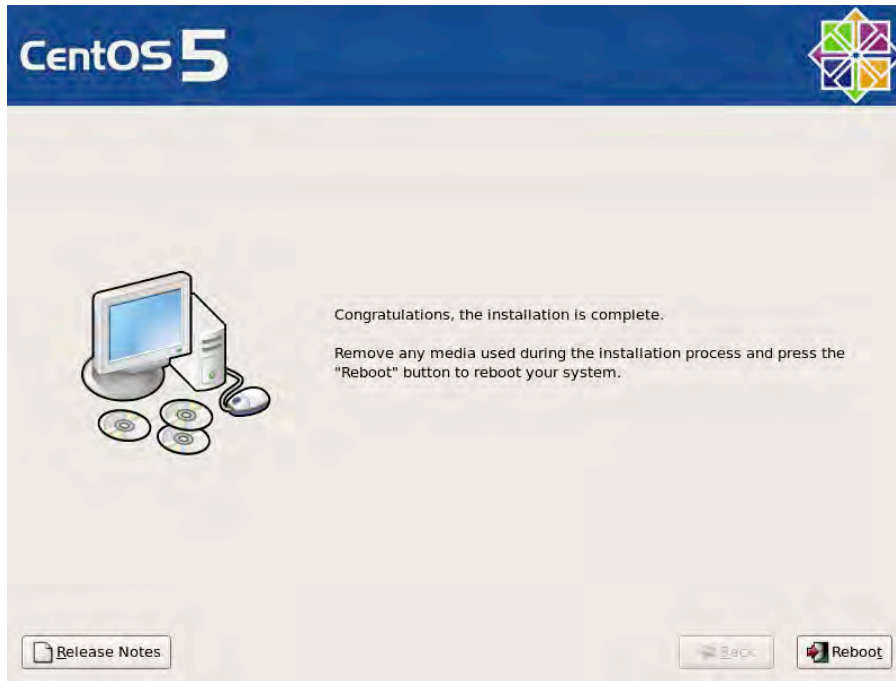 CentOS 5
Congratulations, the installation is complete.
Remove any media used during the installation process and press the
"Reboot" button to reboot your system.
Release Notes
Back
Reboot